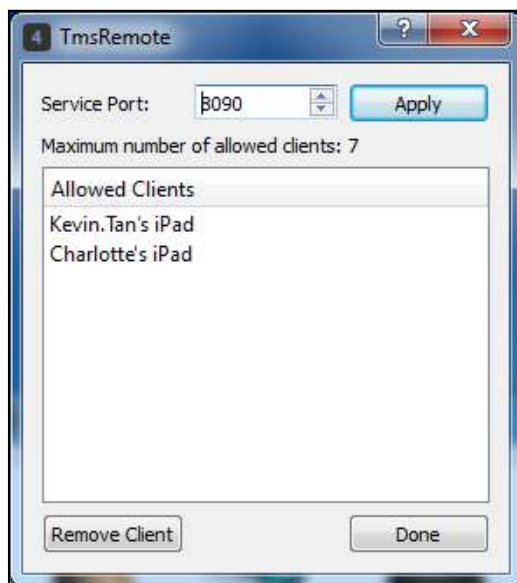 4 TmsRemote
? X
Service Port: 8090 Apply
Maximum number of allowed clients: 7
Allowed Clients
Kevin.Tan's iPad
Charlotte's iPad
Remove Client Done